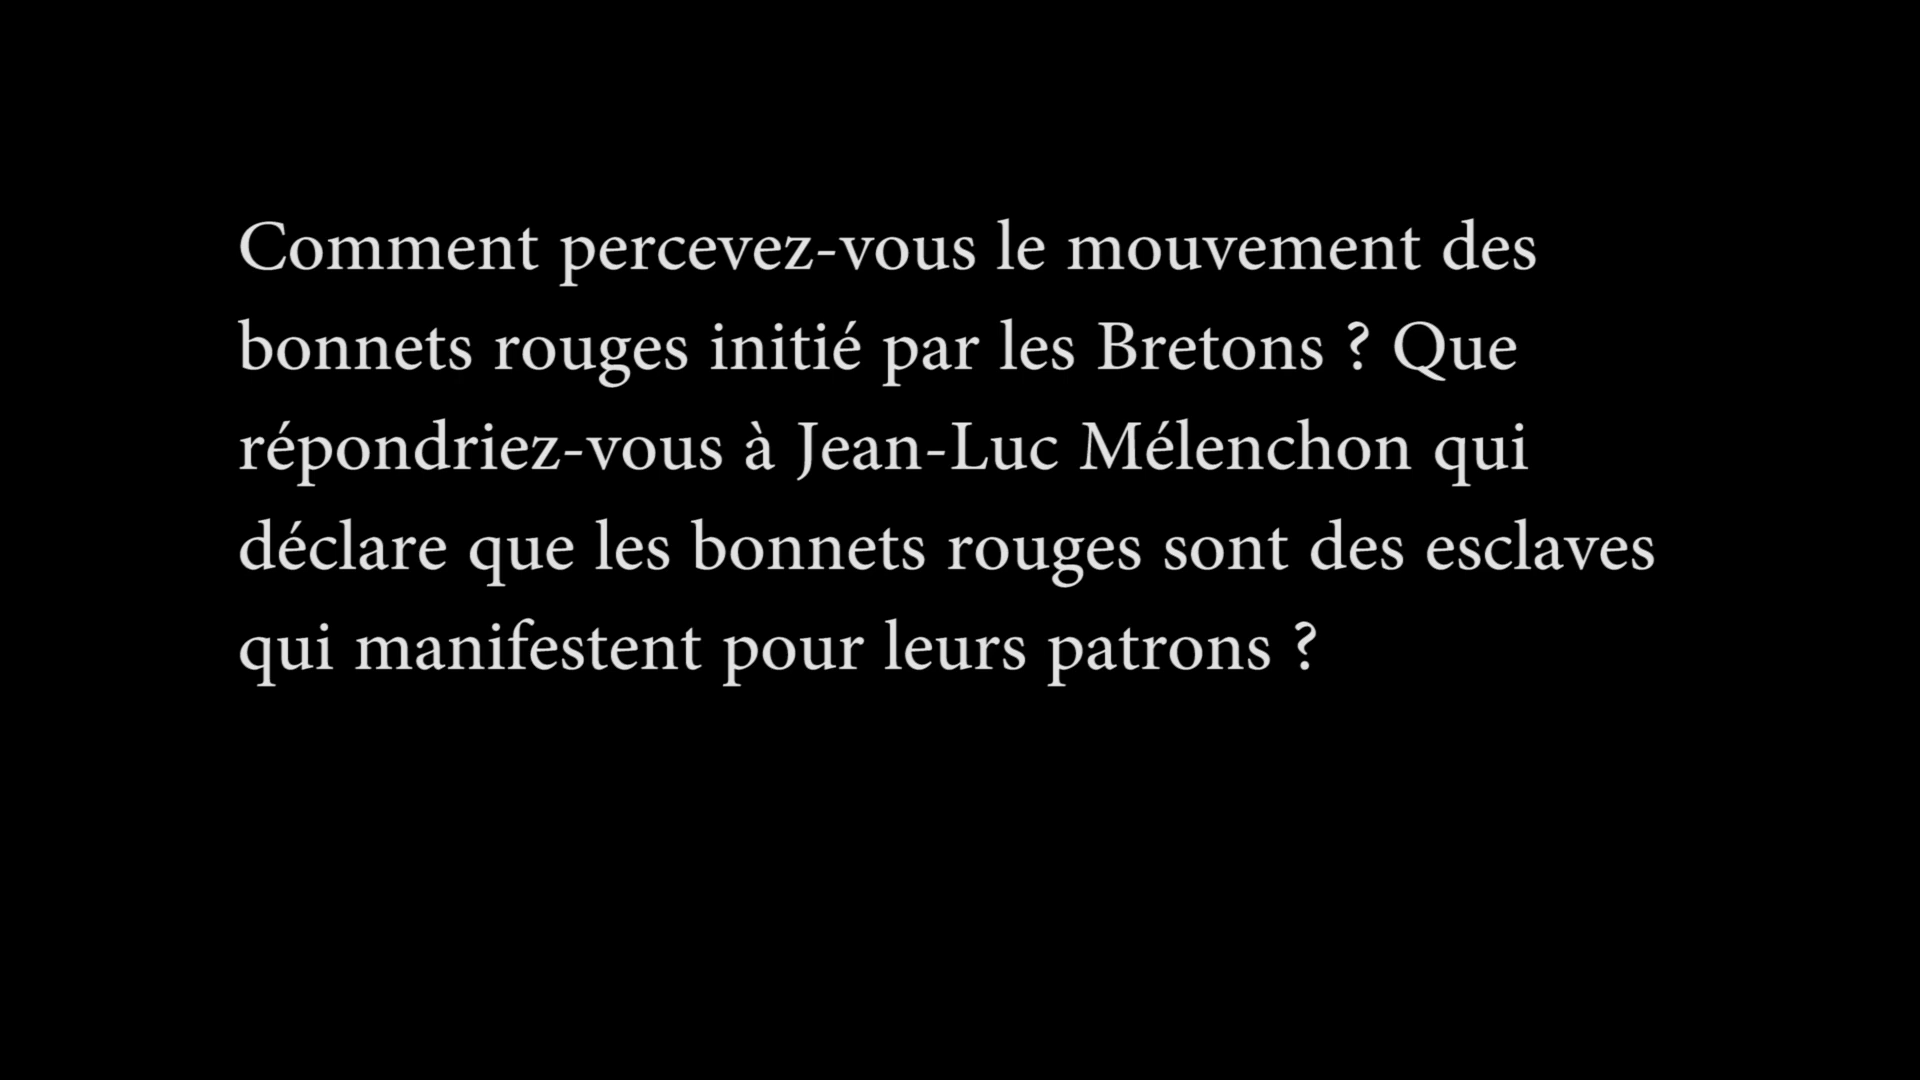 Comment percevez-vous le mouvement des
bonnets rouges initié par les Bretons ? Que
répondriez-vous à Jean-Luc Mélenchon qui
déclare que les bonnets rouges sont des esclaves
qui manifestent pour leurs patrons ?